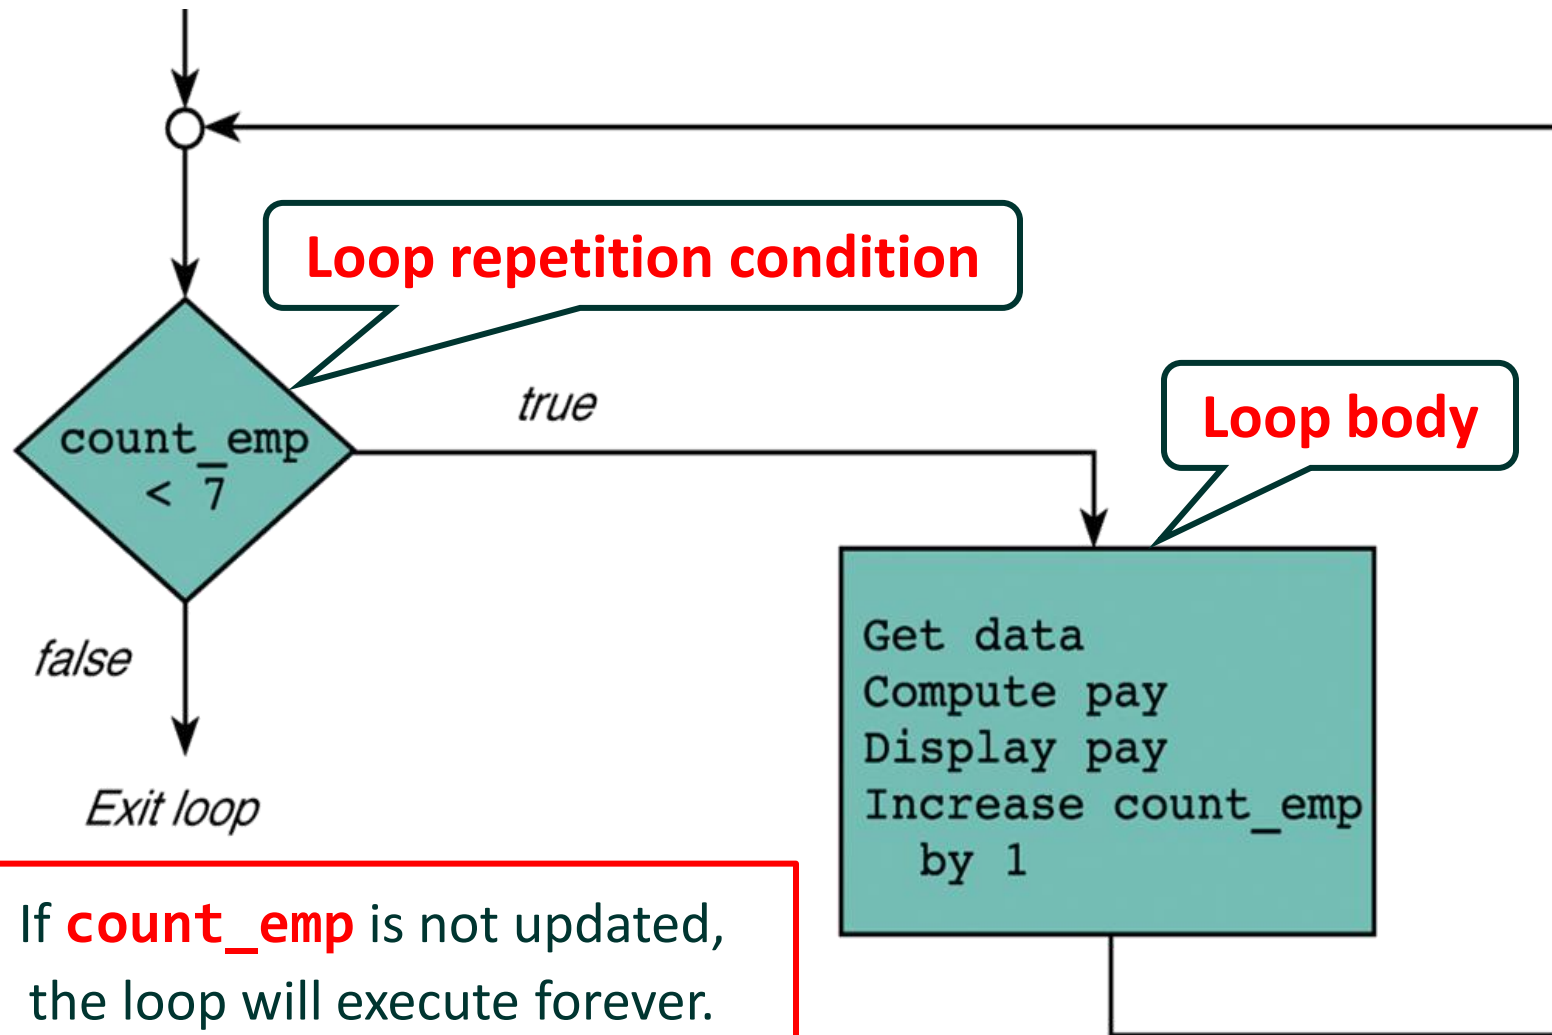 Loop repetition condition
true
Loop body
count_emp
< 7
false
Get data
Compute pay
Display pay
Increase count_emp
by 1
Exit loop
If count_emp is not updated,
the loop will execute forever.